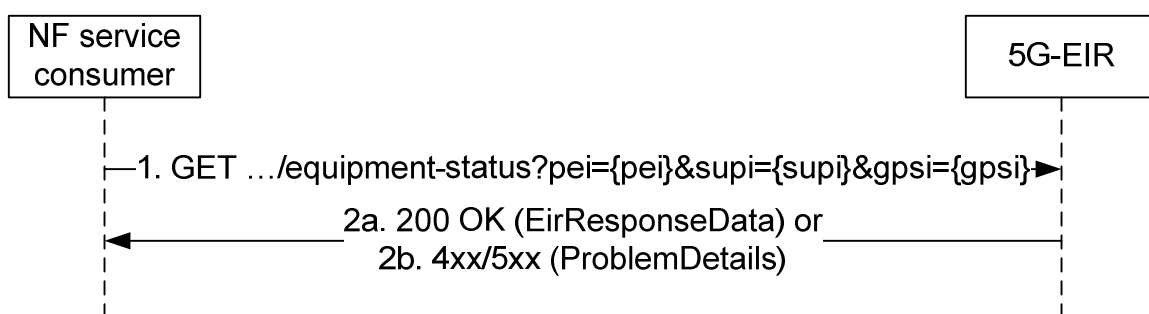 NF service
consumer
5G-EIR
1. GET …/equipment-status?pei={pei}&supi={supi}&gpsi={gpsi}
2a. 200 OK (EirResponseData) or
2b. 4xx/5xx (ProblemDetails)